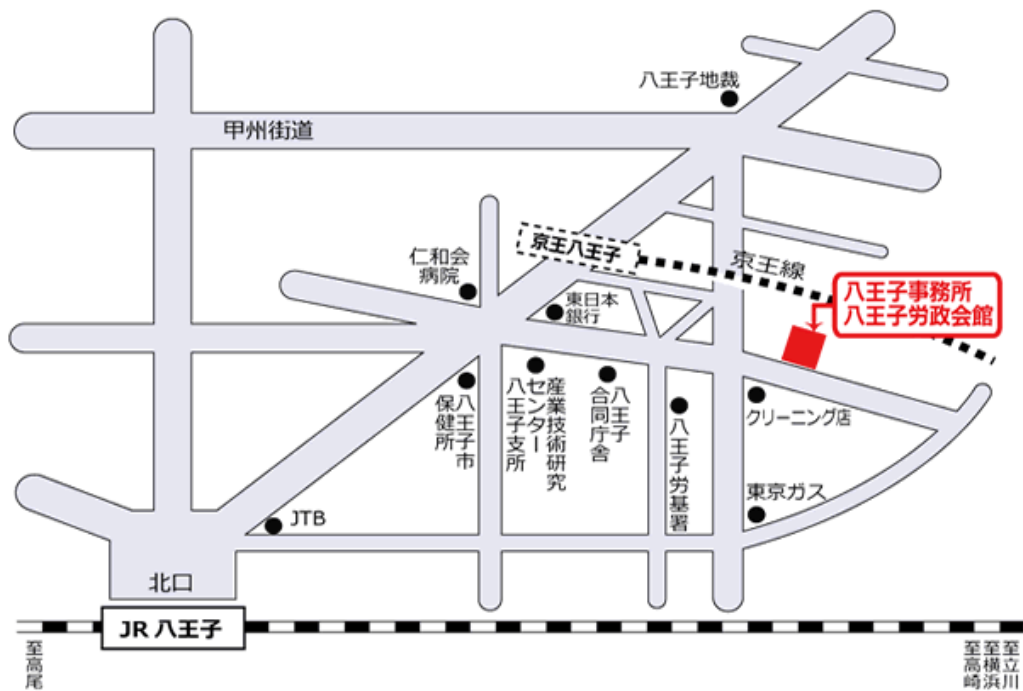 八王子地裁
甲州街道
京王八王子
京王線
仁和会
病院
東日本
銀行
八王子事務所
八王子労政会館
八王子市
保健所
産業技術研究
センター
八王子支所
八王子
合同庁舎
八王子労基署
クリーニング店
東京ガス
JTB
北口
JR 八王子
至高尾
至高崎
至横浜
至立川